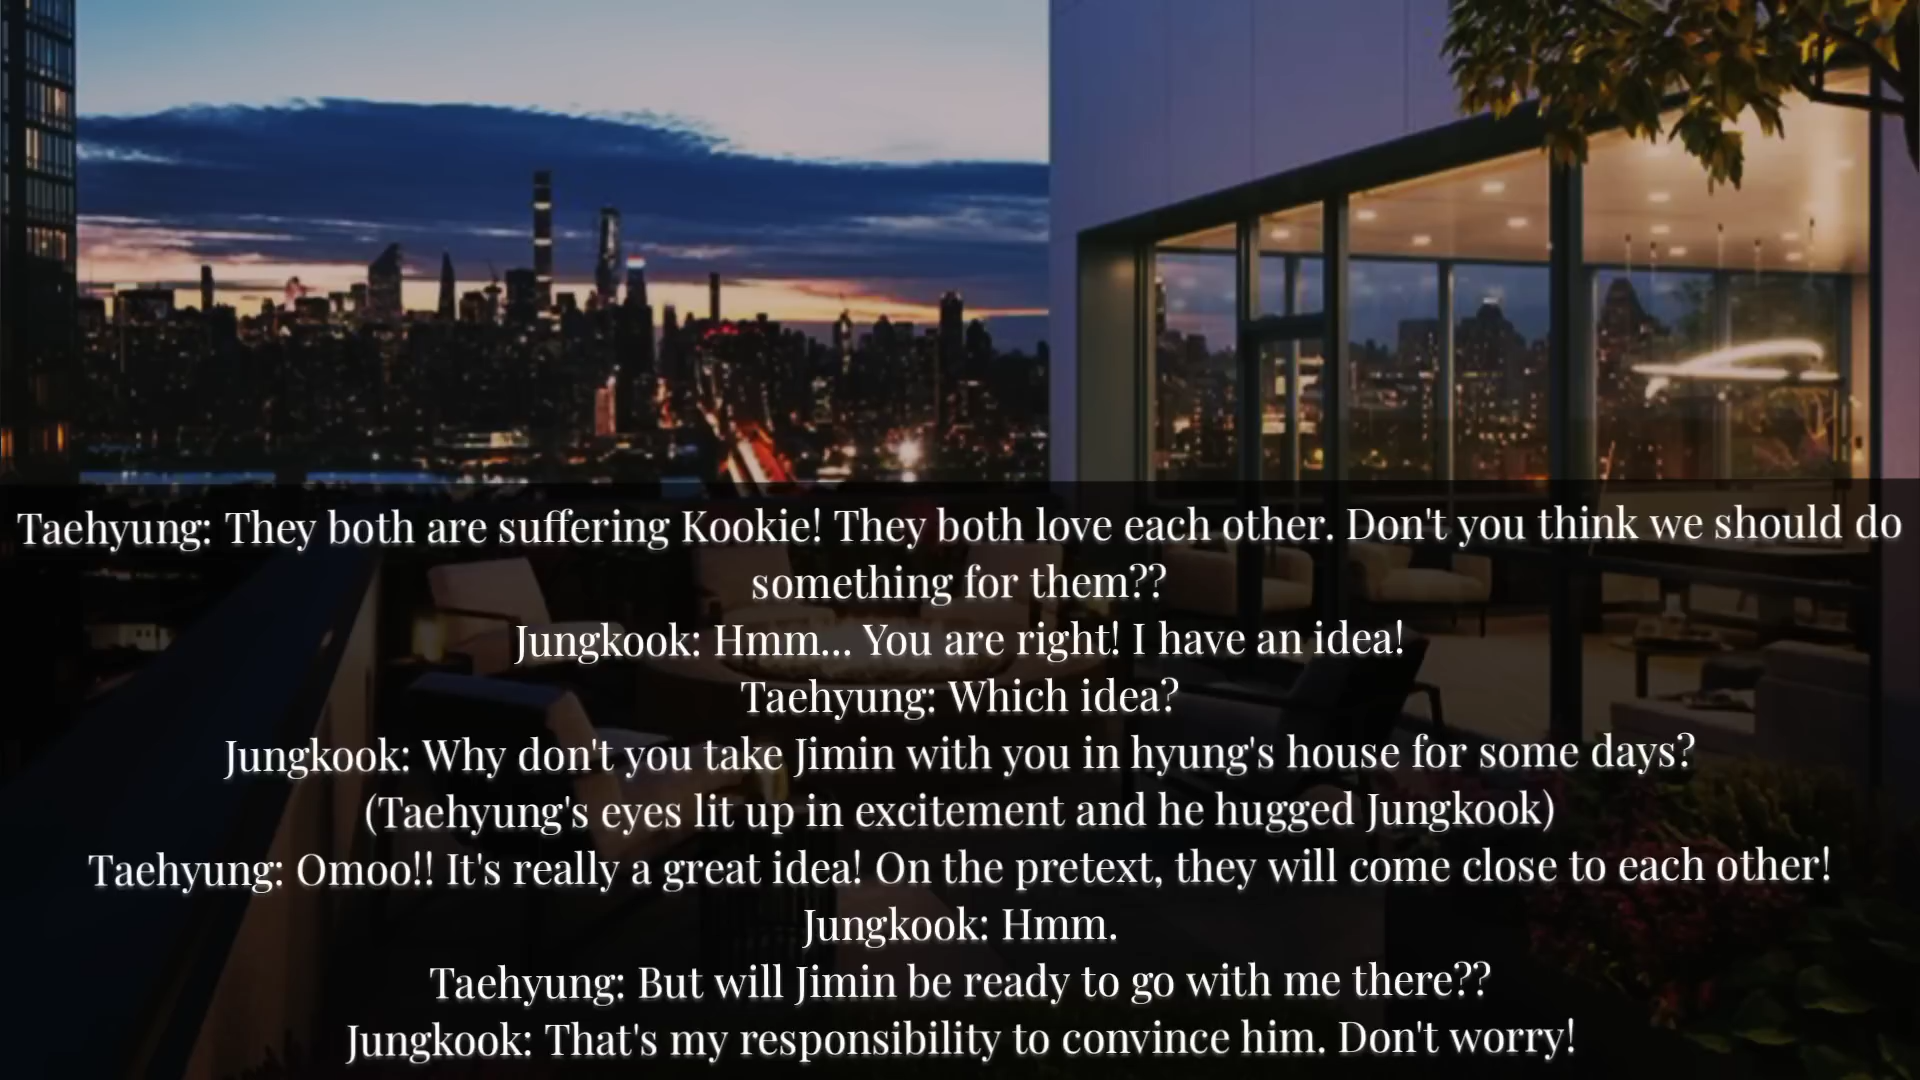 Taehyung: They both are suffering Kookie! They both love each other. Don't you think we should do
something for them??
Jungkook: Hmm... You are right! I have an idea!
Taehyung: Which idea?
Jungkook: Why don't you take Jimin with you in hyung's house for some days?
(Taehyung's eyes lit up in excitement and he hugged Jungkook)
Taehyung: Omoo!! It's really a great idea! On the pretext, they will come close to each other!
Jungkook: Hmm.
Taehyung: But will Jimin be ready to go with me there??
Jungkook: That's my responsibility to convince him. Don't worry!